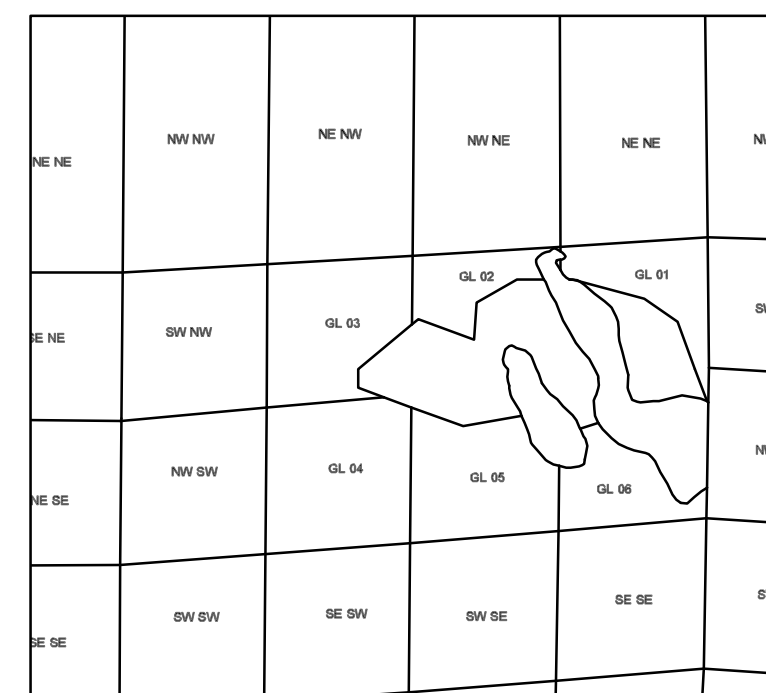 NE NE
NW NW
NE NW
NW NE
NE NE
SE NE
SW NW
GL 03
GL 02
GL 01
NE SE
NW SW
GL 04
GL 05
GL 06
SE SE
SW SW
SE SW
SW SE
SE SE